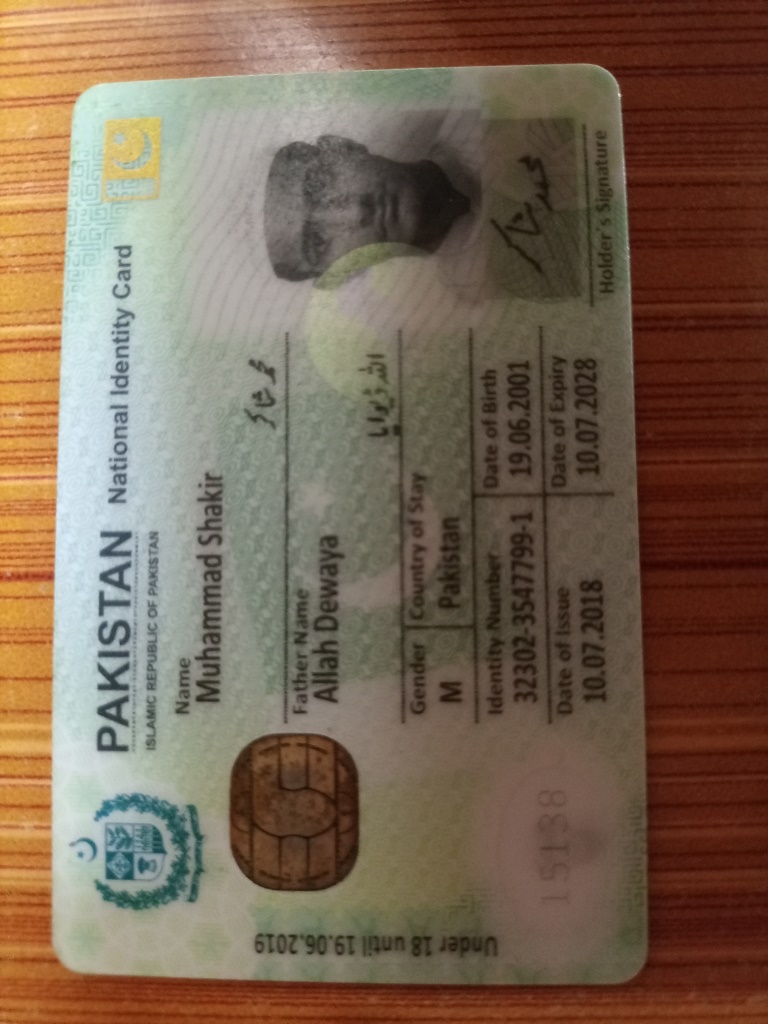 PAKISTAN National Identity Card
ISLAMIC REPUBLIC OF PAKISTAN
Name
Muhammad Shakir
محمد شاکر
Father Name
Allah Dewaya
اللہ ڈیوایا
Gender
Country of Stay
M
Pakistan
Identity Number
Date of Birth
32302-3547799-1
19.06.2001
Date of Issue
Date of Expiry
10.07.2018
10.07.2028
محمد شاکر
Holder's Signature
15138
Under 18 until 19.06.2019